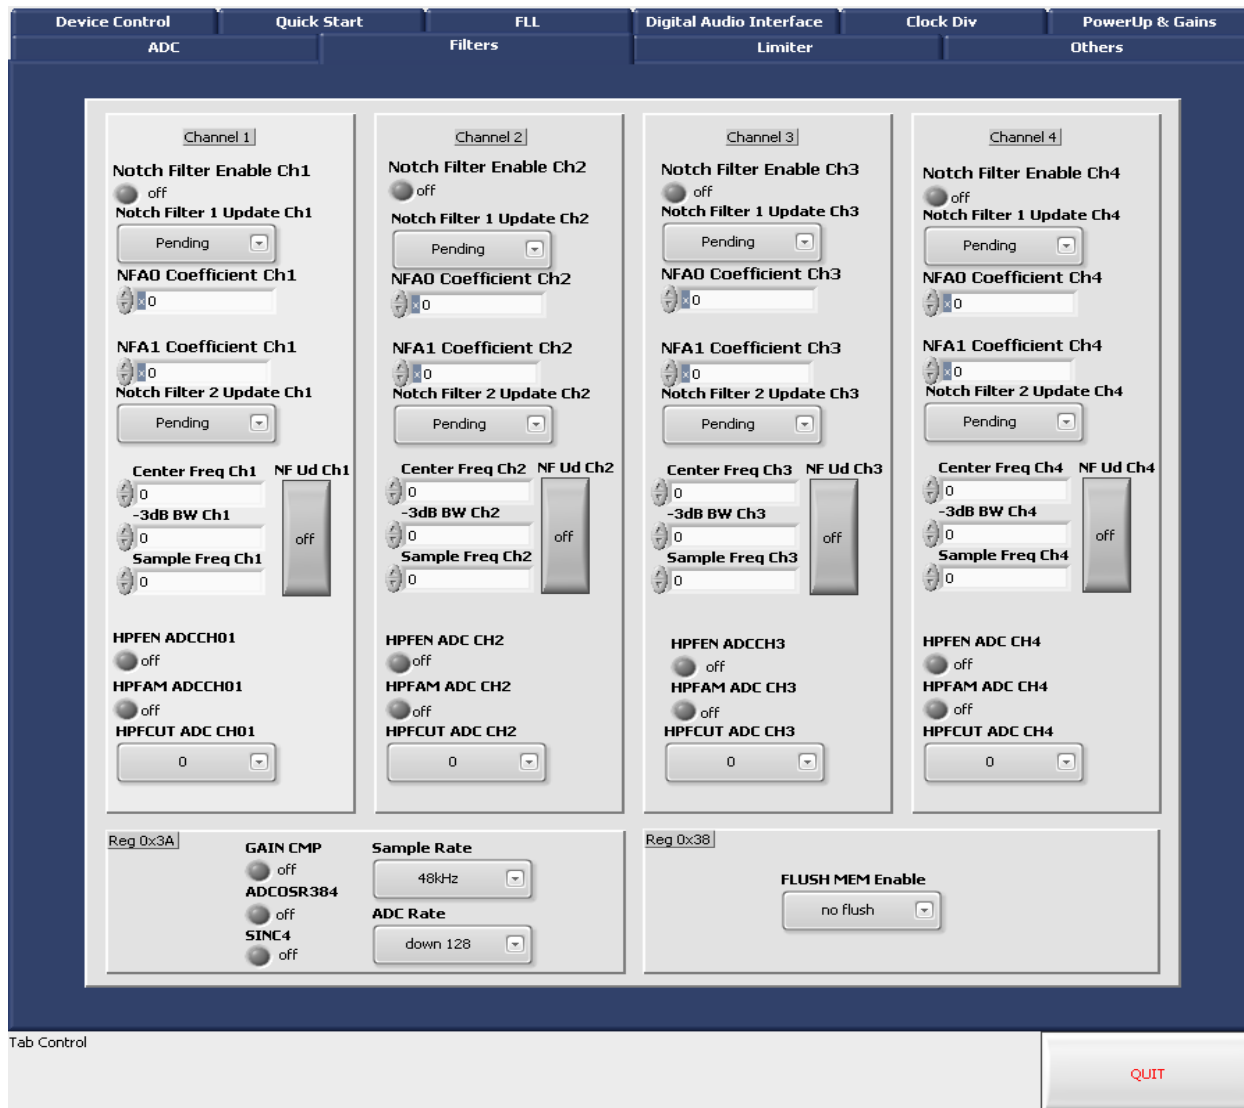 Device Control Quick Start FLL Digital Audio Interface Clock Div PowerUp & Gains
ADC Filters Limiter Others
Channel 1
Notch Filter Enable Ch1
off
Notch Filter 1 Update Ch1
Pending
NFA0 Coefficient Ch1
x0
NFA1 Coefficient Ch1
x0
Notch Filter 2 Update Ch1
Pending
Center Freq Ch1 NF Ud Ch1
0
-3dB BW Ch1
0 off
Sample Freq Ch1
0
HPFEN ADCCH01
off
HPFAM ADCCH01
off
HPFCUT ADC CH01
0
Channel 2
Notch Filter Enable Ch2
off
Notch Filter 1 Update Ch2
Pending
NFA0 Coefficient Ch2
x0
NFA1 Coefficient Ch2
x0
Notch Filter 2 Update Ch2
Pending
Center Freq Ch2 NF Ud Ch2
0
-3dB BW Ch2
0 off
Sample Freq Ch2
0
HPFEN ADC CH2
off
HPFAM ADC CH2
off
HPFCUT ADC CH2
0
Channel 3
Notch Filter Enable Ch3
off
Notch Filter 1 Update Ch3
Pending
NFA0 Coefficient Ch3
x0
NFA1 Coefficient Ch3
x0
Notch Filter 2 Update Ch3
Pending
Center Freq Ch3 NF Ud Ch3
0
-3dB BW Ch3
0 off
Sample Freq Ch3
0
HPFEN ADCCH3
off
HPFAM ADC CH3
off
HPFCUT ADC CH3
0
Channel 4
Notch Filter Enable Ch4
off
Notch Filter 1 Update Ch4
Pending
NFA0 Coefficient Ch4
x0
NFA1 Coefficient Ch4
x0
Notch Filter 2 Update Ch4
Pending
Center Freq Ch4 NF Ud Ch4
0
-3dB BW Ch4
0 off
Sample Freq Ch4
0
HPFEN ADC CH4
off
HPFAM ADC CH4
off
HPFCUT ADC CH4
0
Reg 0x3A
GAIN CMP
off
ADCOSR384
off
SINC4
off
Sample Rate
48kHz
ADC Rate
down 128
Reg 0x38
FLUSH MEM Enable
no flush
Tab Control
QUIT